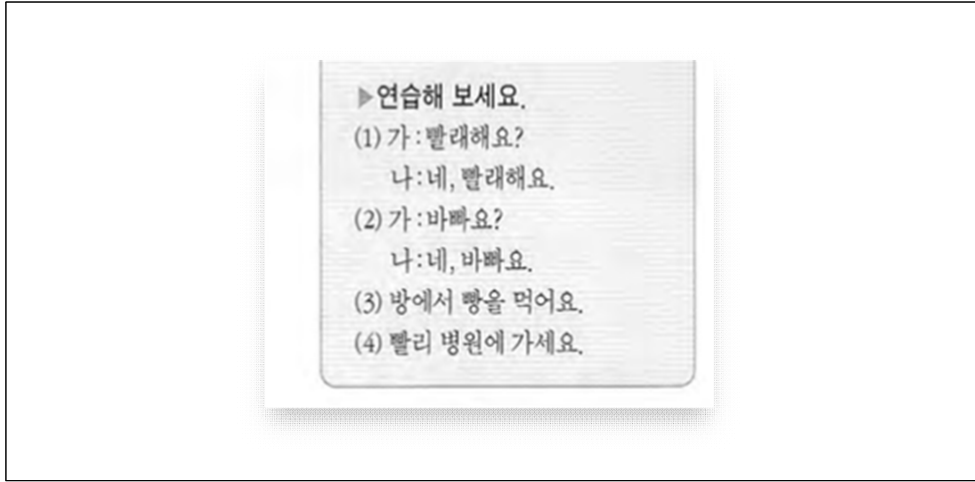 ▶연습해 보세요.
(1) 가:빨래해요?
나:네, 빨래해요.
(2) 가:바빠요?
나:네, 바빠요.
(3) 방에서 빵을 먹어요.
(4) 빨리 병원에 가세요.